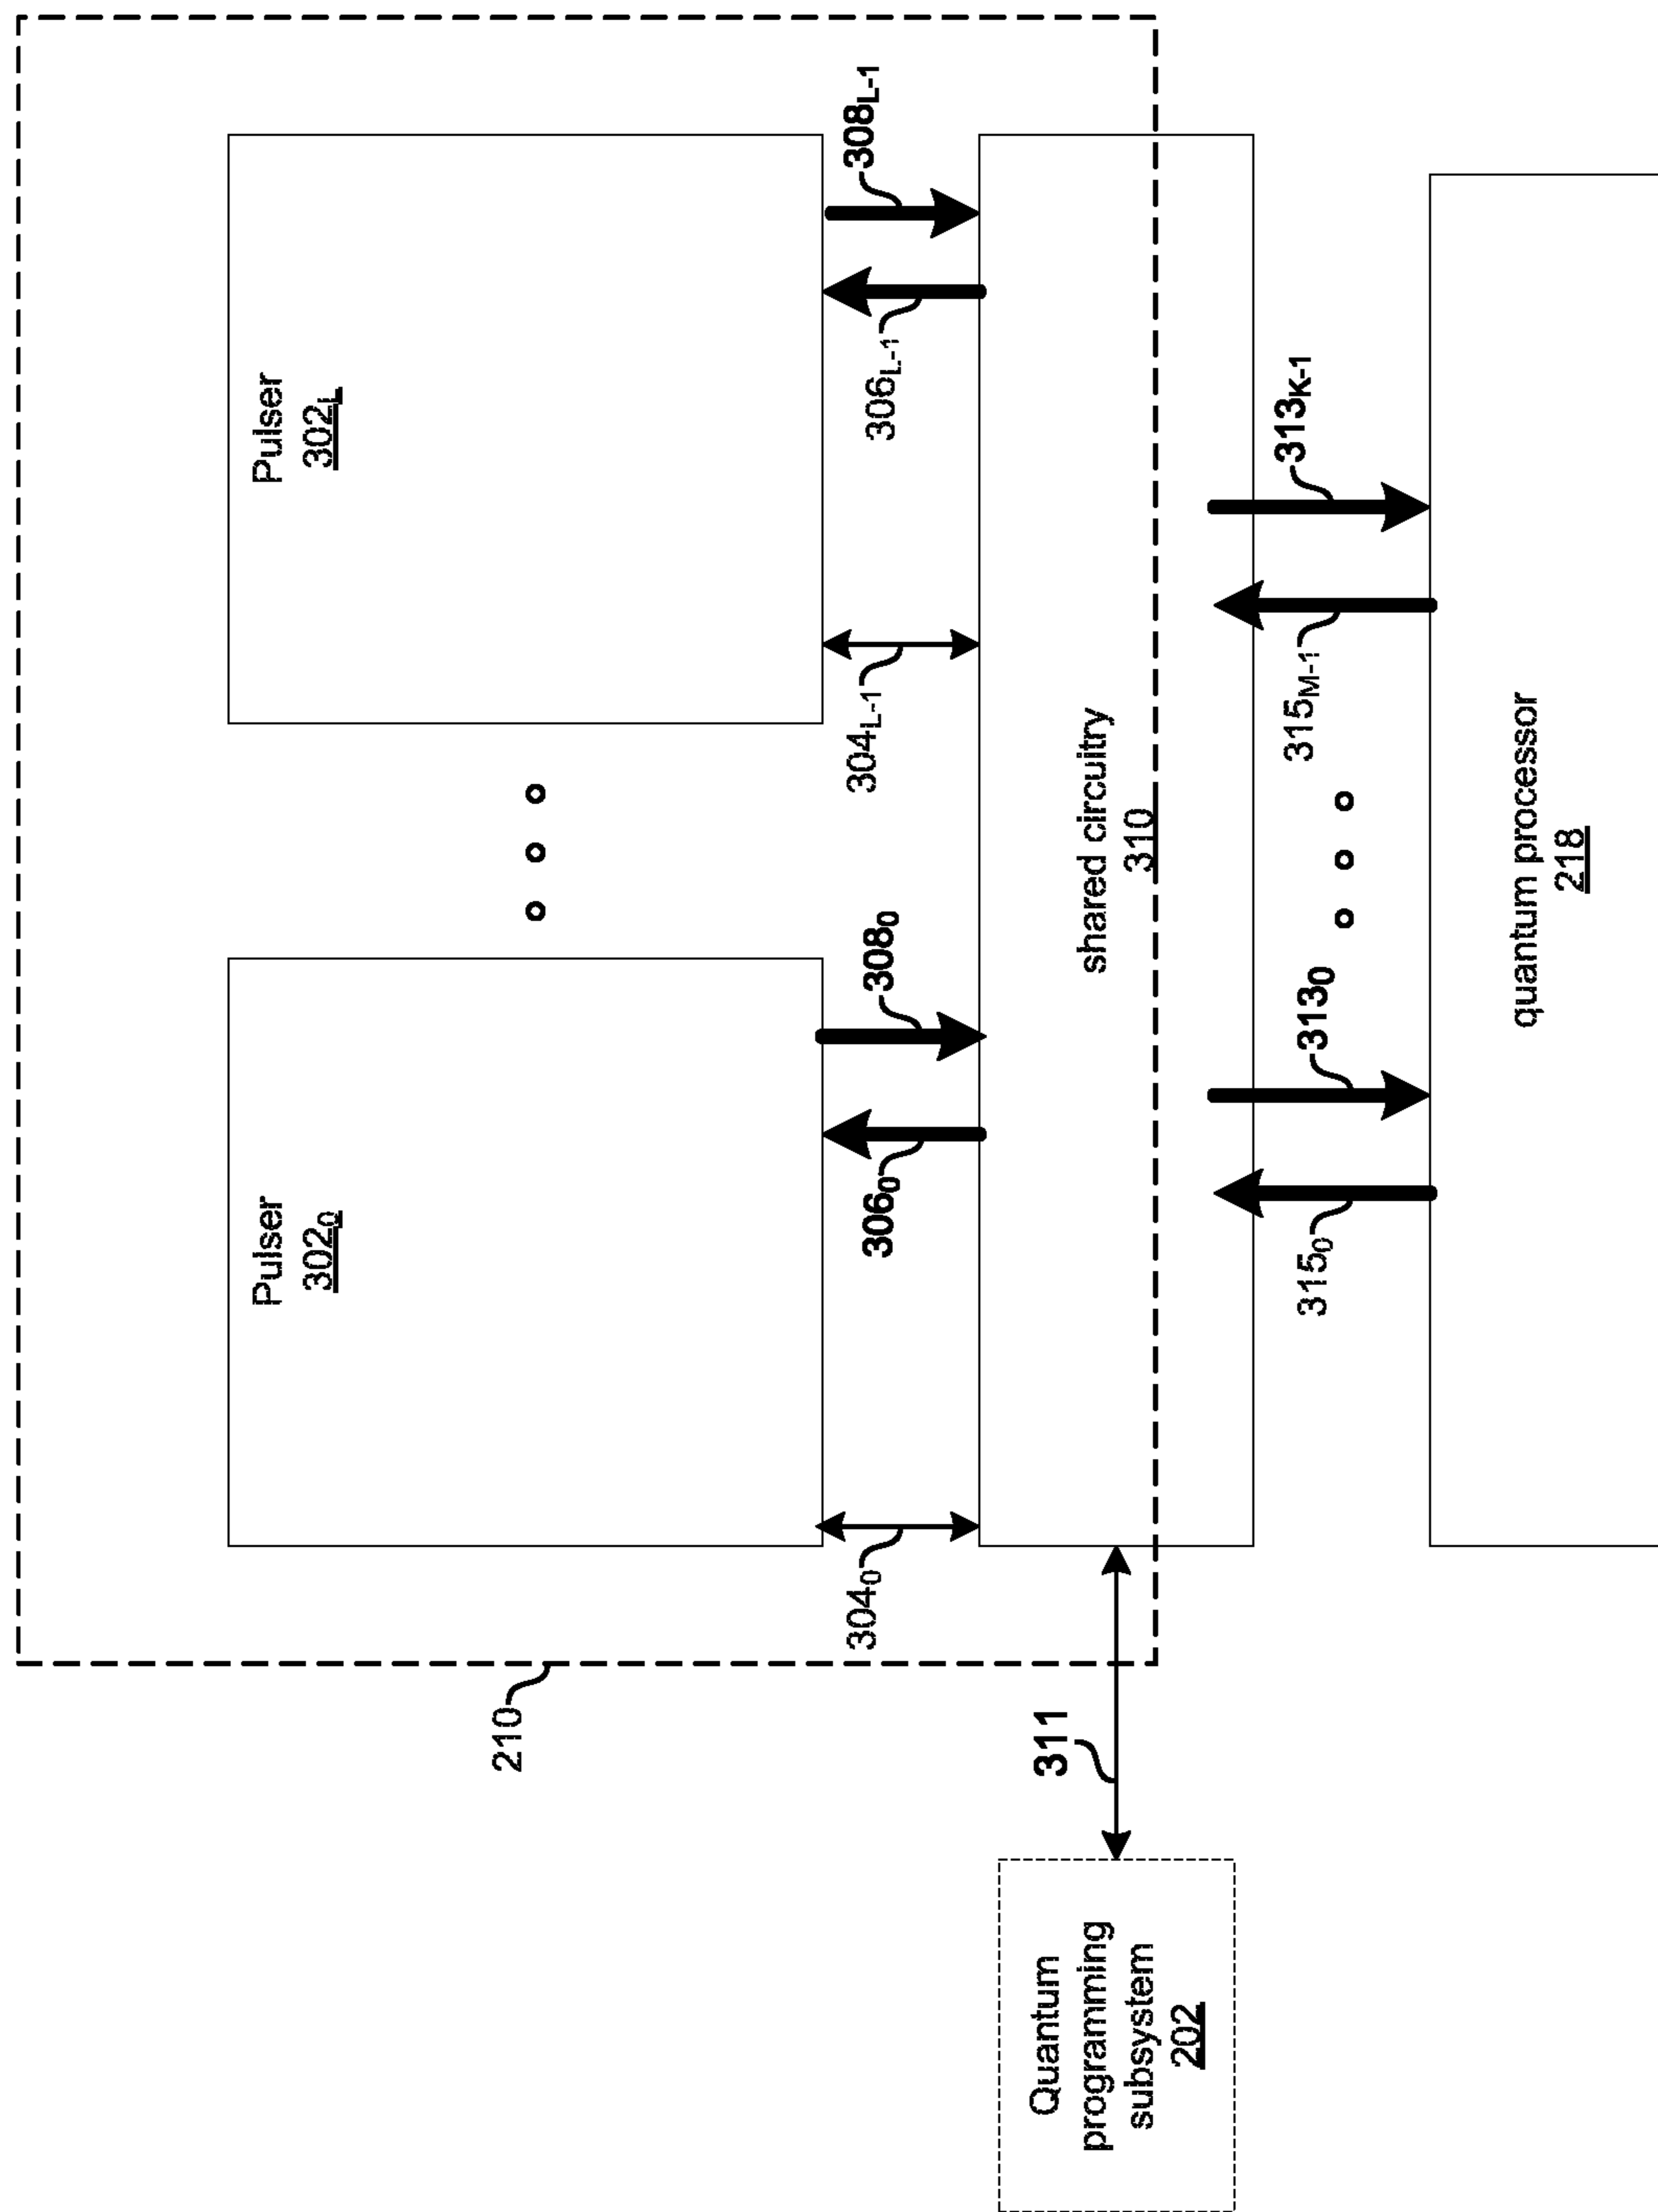 210
Pulser
302₀
Pulser
302L
304₀
306₀
308₀
304L-1
306L-1
308L-1
311
shared circuitry
310
Quantum
programming
subsystem
202
315₀
313₀
315M-1
313K-1
quantum processor
218